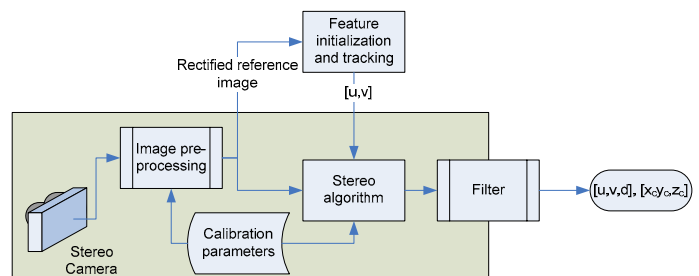 Feature
initialization
and tracking
Rectified reference
image
[u,v]
Image pre-
processing
Stereo
algorithm
Filter
[u,v,d], [xcyc,zc]
Calibration
parameters
Stereo
Camera